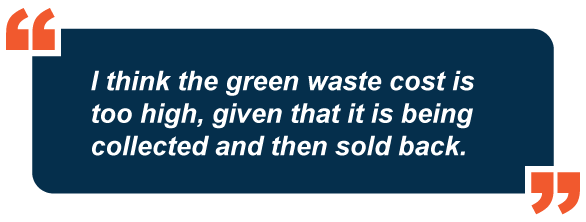 I think the green waste cost is
too high, given that it is being
collected and then sold back.